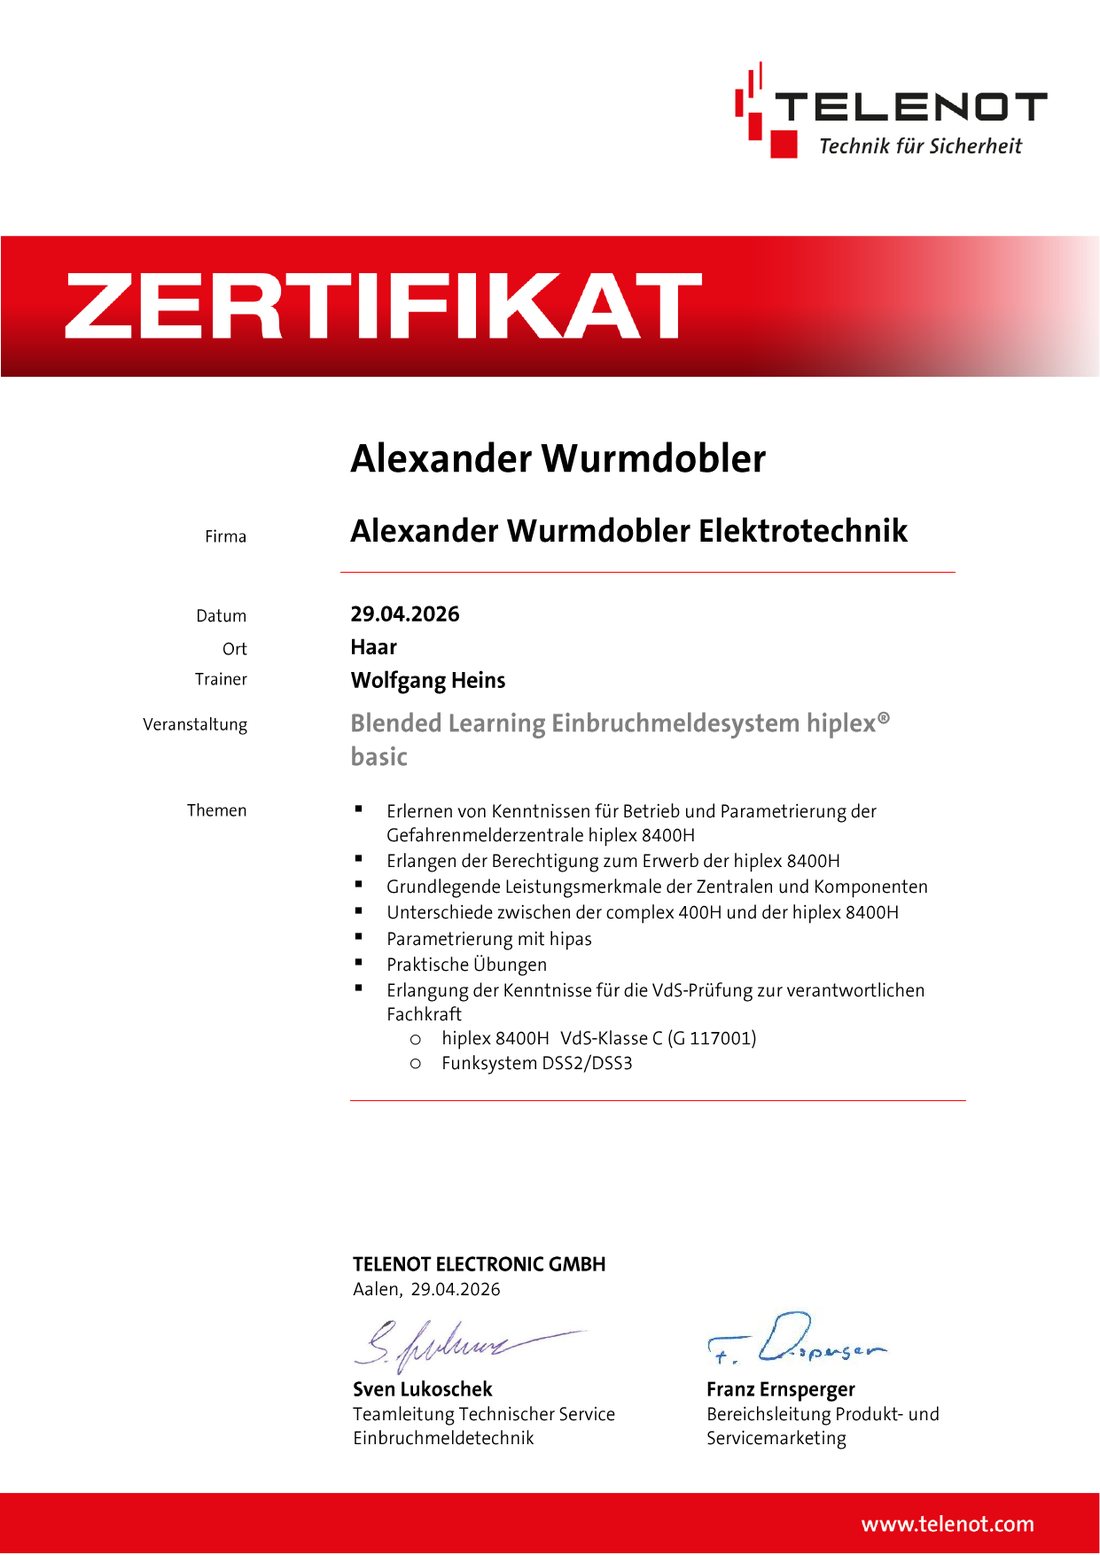 TELENOT
Technik für Sicherheit
ZERTIFIKAT
Alexander Wurmdobler
Firma Alexander Wurmdobler Elektrotechnik
Datum 29.04.2026
Ort Haar
Trainer Wolfgang Heins
Veranstaltung Blended Learning Einbruchmeldesystem hiplex®
basic
Themen ▪ Erlernen von Kenntnissen für Betrieb und Parametrierung der
Gefahrenmelderzentrale hiplex 8400H
▪ Erlangen der Berechtigung zum Erwerb der hiplex 8400H
▪ Grundlegende Leistungsmerkmale der Zentralen und Komponenten
▪ Unterschiede zwischen der complex 400H und der hiplex 8400H
▪ Parametrierung mit hipas
▪ Praktische Übungen
▪ Erlangung der Kenntnisse für die VdS-Prüfung zur verantwortlichen
Fachkraft
o hiplex 8400H VdS-Klasse C (G 117001)
o Funksystem DSS2/DSS3
TELENOT ELECTRONIC GMBH
Aalen, 29.04.2026
Sven Lukoschek Franz Ernsperger
Teamleitung Technischer Service Bereichsleitung Produkt- und
Einbruchmeldetechnik Servicemarketing
www.telenot.com